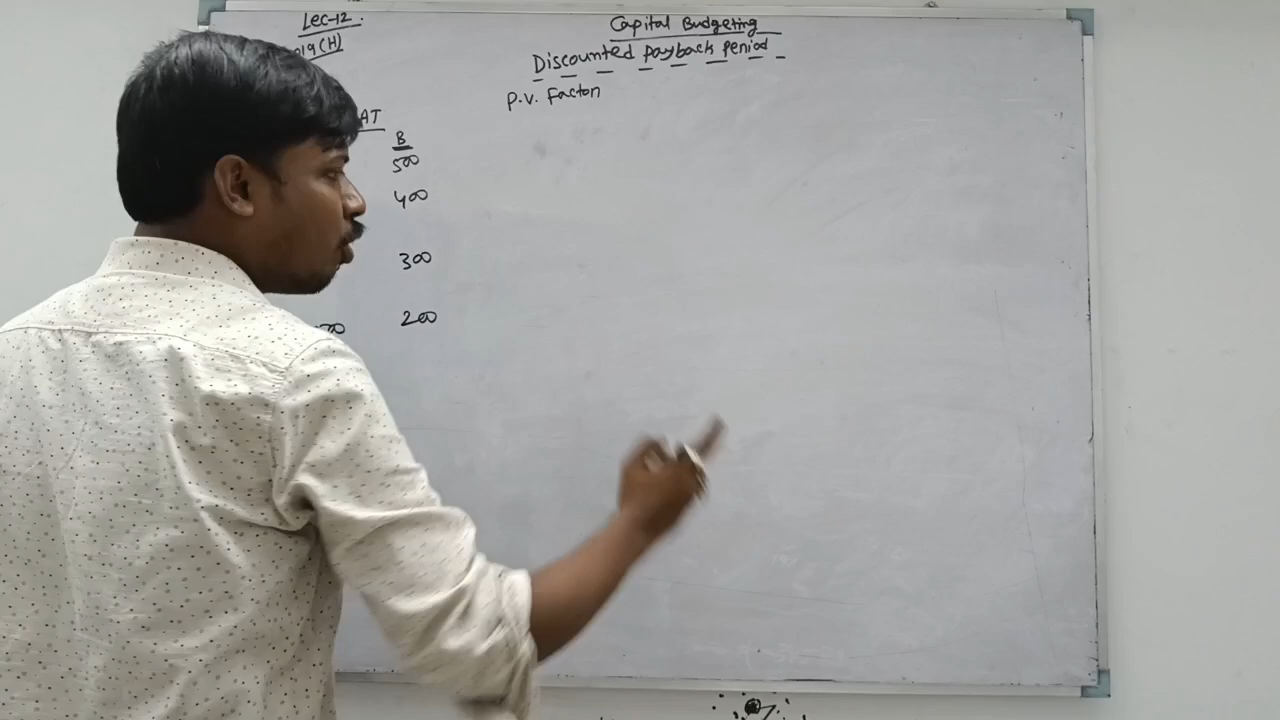 Lec-12.
Capital Budgeting
019(H)
Discounted Payback Period
P.V. Factor
AT
B
500
400
300
200